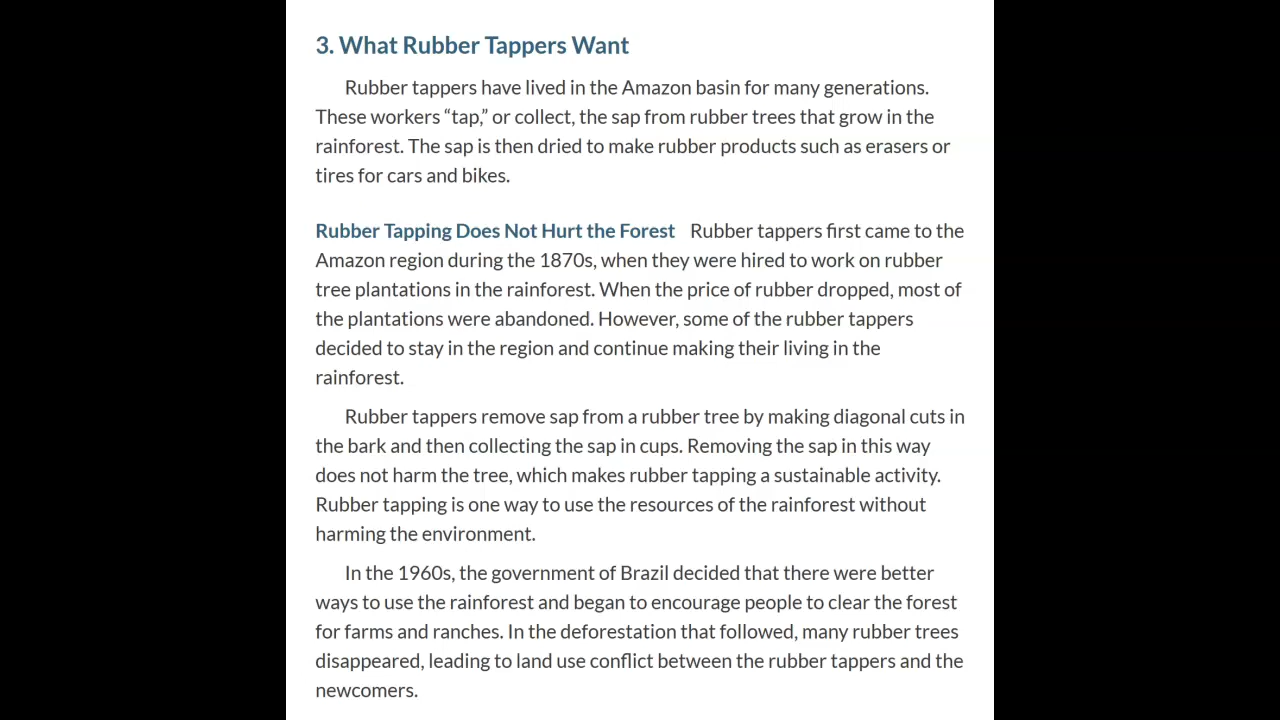 3. What Rubber Tappers Want
Rubber tappers have lived in the Amazon basin for many generations.
These workers “tap,” or collect, the sap from rubber trees that grow in the
rainforest. The sap is then dried to make rubber products such as erasers or
tires for cars and bikes.
Rubber Tapping Does Not Hurt the Forest Rubber tappers first came to the
Amazon region during the 1870s, when they were hired to work on rubber
tree plantations in the rainforest. When the price of rubber dropped, most of
the plantations were abandoned. However, some of the rubber tappers
decided to stay in the region and continue making their living in the
rainforest.
Rubber tappers remove sap from a rubber tree by making diagonal cuts in
the bark and then collecting the sap in cups. Removing the sap in this way
does not harm the tree, which makes rubber tapping a sustainable activity.
Rubber tapping is one way to use the resources of the rainforest without
harming the environment.
In the 1960s, the government of Brazil decided that there were better
ways to use the rainforest and began to encourage people to clear the forest
for farms and ranches. In the deforestation that followed, many rubber trees
disappeared, leading to land use conflict between the rubber tappers and the
newcomers.